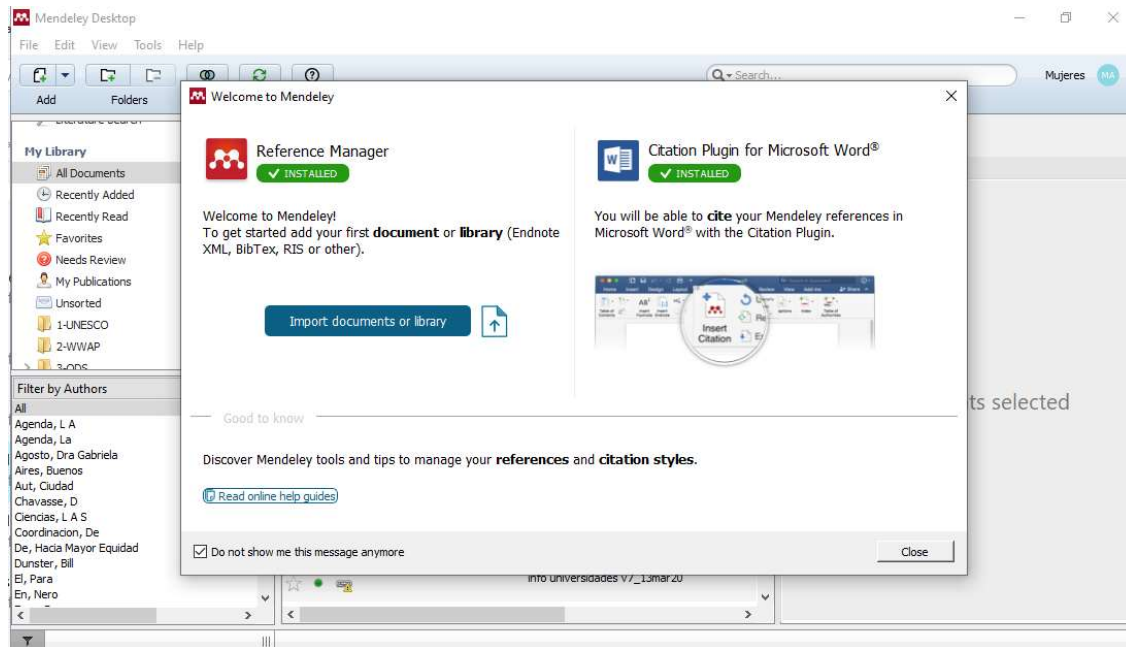 Mendeley Desktop
File Edit View Tools Help
Search...
Mujeres MA
Add Folders
Literature Search
My Library
All Documents
Recently Added
Recently Read
Favorites
Needs Review
My Publications
Unsorted
1-UNESCO
2-WWAP
3-ODS
Filter by Authors
All
Agenda, L A
Agenda, La
Agosto, Dra Gabriela
Aires, Buenos
Aut, Ciudad
Chavasse, D
Ciencias, L A S
Coordinacion, De
De, Hacia Mayor Equidad
Dunster, Bill
El, Para
En, Nero
Welcome to Mendeley
Reference Manager
INSTALLED
Welcome to Mendeley!
To get started add your first document or library (Endnote
XML, BibTex, RIS or other).
Import documents or library
Citation Plugin for Microsoft Word®
INSTALLED
You will be able to cite your Mendeley references in
Microsoft Word® with the Citation Plugin.
Insert
Citation
Good to know
Discover Mendeley tools and tips to manage your references and citation styles.
Read online help guides
Do not show me this message anymore
Close
ts selected
info universidades v7_13mar20